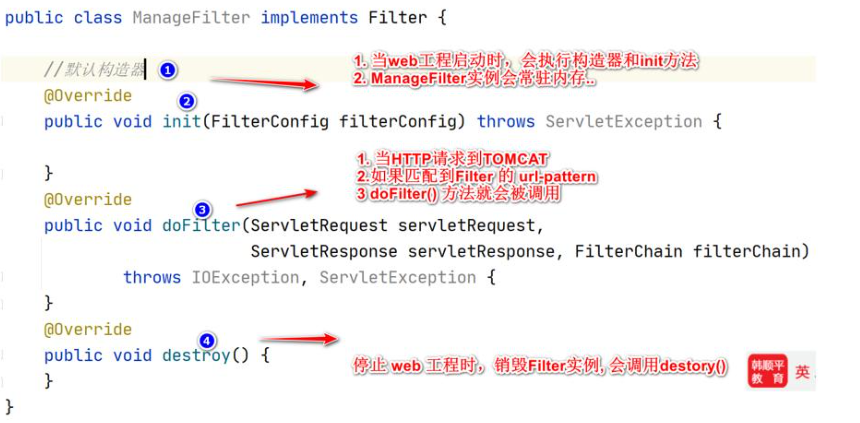 public class ManageFilter implements Filter {
//默认构造器 1
1. 当web工程启动时，会执行构造器和init方法
2. ManageFilter实例会常驻内存..
@Override 2
public void init(FilterConfig filterConfig) throws ServletException {
}
1. 当HTTP请求到TOMCAT
2.如果匹配到Filter 的 url-pattern
3 doFilter() 方法就会被调用
@Override 3
public void doFilter(ServletRequest servletRequest,
ServletResponse servletResponse, FilterChain filterChain)
throws IOException, ServletException {
}
@Override 4
public void destroy() {
停止 web 工程时，销毁Filter实例, 会调用destory()
}
}
韩顺平
教育
英